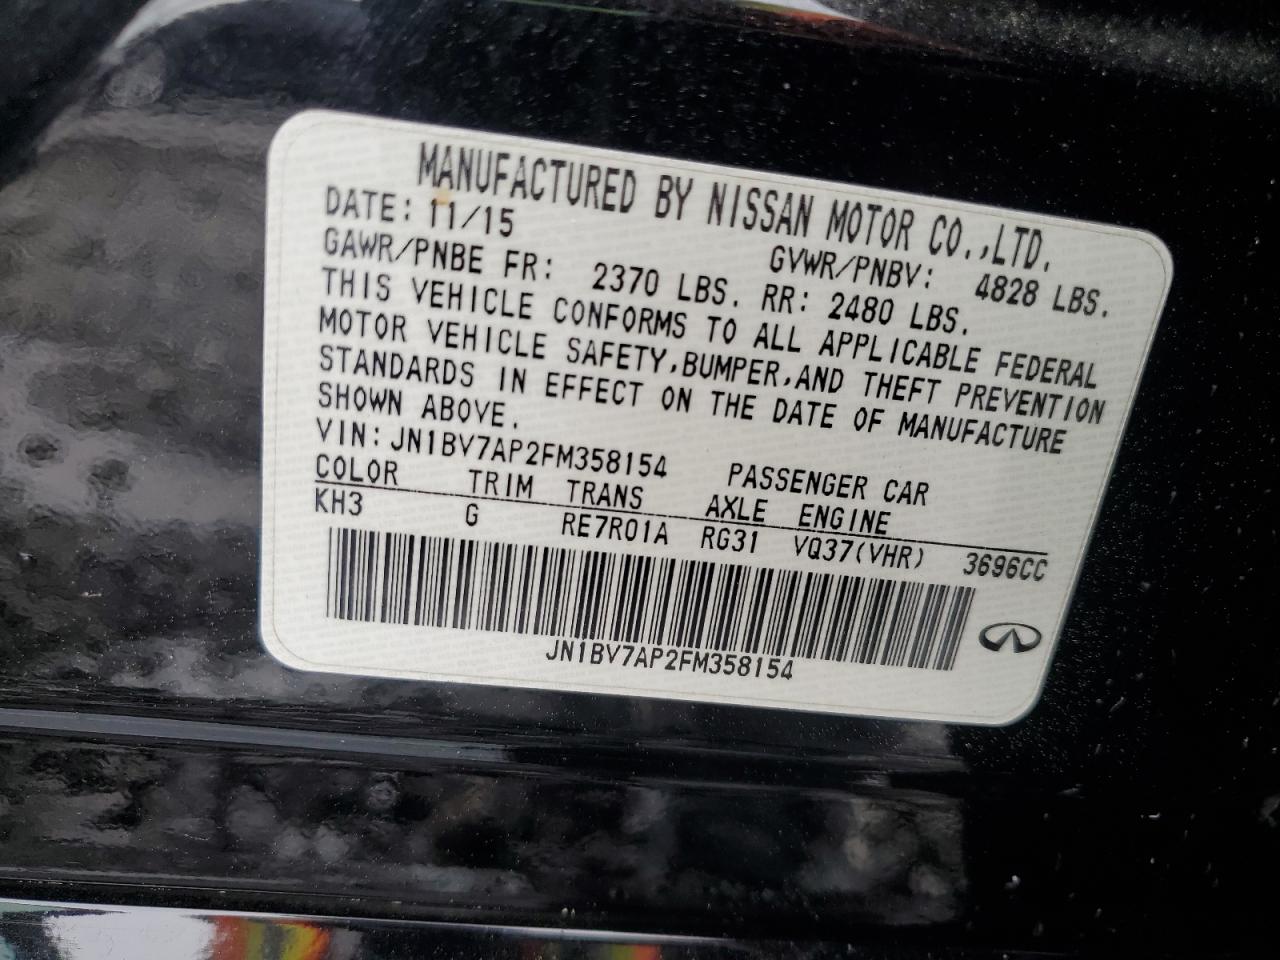 MANUFACTURED BY NISSAN MOTOR CO.,LTD.
DATE: 11/15 GVWR/PNBV: 4828 LBS.
GAWR/PNBE FR: 2370 LBS. RR: 2480 LBS.
THIS VEHICLE CONFORMS TO ALL APPLICABLE FEDERAL
MOTOR VEHICLE SAFETY,BUMPER,AND THEFT PREVENTION
STANDARDS IN EFFECT ON THE DATE OF MANUFACTURE
SHOWN ABOVE.
VIN: JN1BV7AP2FM358154 PASSENGER CAR
COLOR TRIM TRANS AXLE ENGINE
KH3 G RE7R01A RG31 VQ37(VHR) 3696CC
JN1BV7AP2FM358154